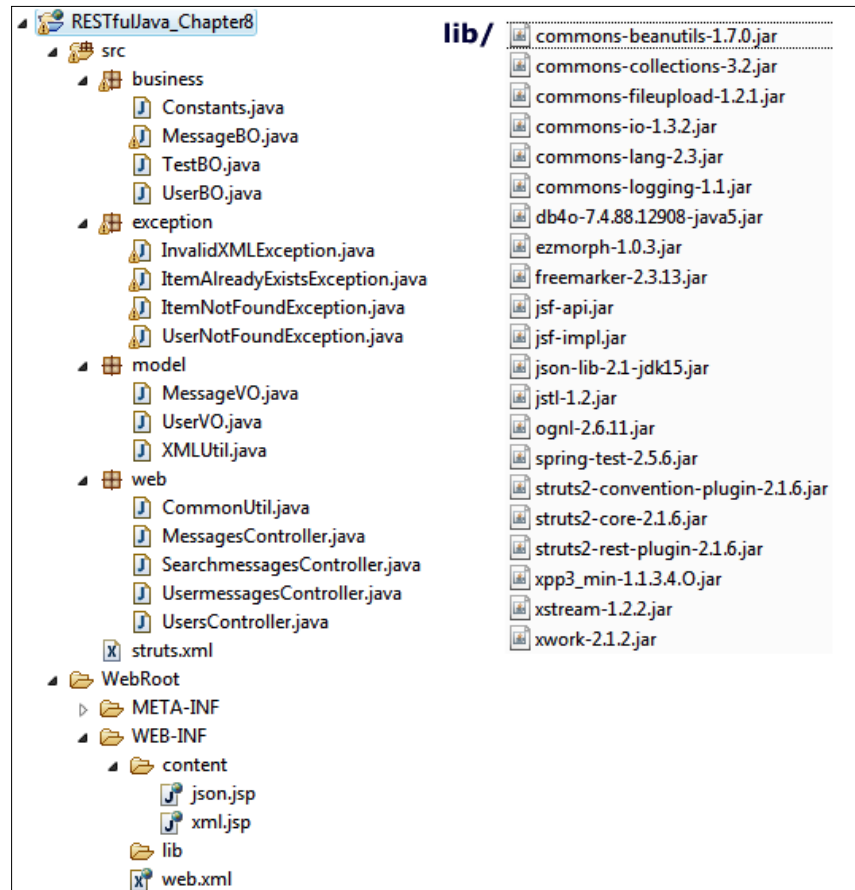 RESTfulJava_Chapter8
src
business
Constants.java
MessageBO.java
TestBO.java
UserBO.java
exception
InvalidXMLException.java
ItemAlreadyExistsException.java
ItemNotFoundException.java
UserNotFoundException.java
model
MessageVO.java
UserVO.java
XMLUtil.java
web
CommonUtil.java
MessagesController.java
SearchmessagesController.java
UsermessagesController.java
UsersController.java
struts.xml
WebRoot
META-INF
WEB-INF
content
json.jsp
xml.jsp
lib
web.xml
lib/
commons-beanutils-1.7.0.jar
commons-collections-3.2.jar
commons-fileupload-1.2.1.jar
commons-io-1.3.2.jar
commons-lang-2.3.jar
commons-logging-1.1.jar
db4o-7.4.88.12908-java5.jar
ezmorph-1.0.3.jar
freemarker-2.3.13.jar
jsf-api.jar
jsf-impl.jar
json-lib-2.1-jdk15.jar
jstl-1.2.jar
ognl-2.6.11.jar
spring-test-2.5.6.jar
struts2-convention-plugin-2.1.6.jar
struts2-core-2.1.6.jar
struts2-rest-plugin-2.1.6.jar
xpp3_min-1.1.3.4.O.jar
xstream-1.2.2.jar
xwork-2.1.2.jar